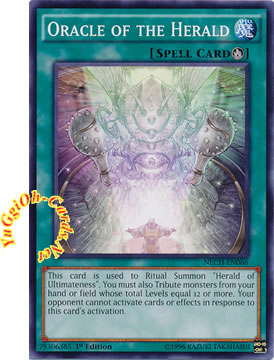 ORACLE OF THE HERALD
[SPELL CARD]
YuGiOh-Cards.Net
NECH-EN066
This card is used to Ritual Summon "Herald
of Ultimateness". You must also Tribute monsters from your
hand or field whose total Levels equal 12 or more. Your
opponent cannot activate cards or effects in response to
this card's activation.
79306385
1st Edition
©1996 KAZUKI TAKAHASHI